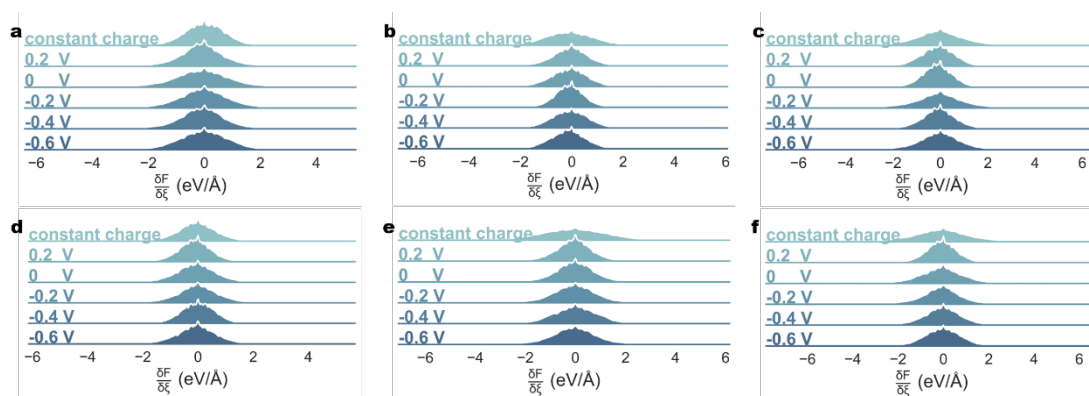 a
constant charge
0.2 V
0 V
-0.2 V
-0.4 V
-0.6 V
−6 −4 −2 0 2 4
δF/δξ (eV/Å)
b
constant charge
0.2 V
0 V
-0.2 V
-0.4 V
-0.6 V
−6 −4 −2 0 2 4 6
δF/δξ (eV/Å)
c
constant charge
0.2 V
0 V
-0.2 V
-0.4 V
-0.6 V
−6 −4 −2 0 2 4 6
δF/δξ (eV/Å)
d
constant charge
0.2 V
0 V
-0.2 V
-0.4 V
-0.6 V
−6 −4 −2 0 2 4
δF/δξ (eV/Å)
e
constant charge
0.2 V
0 V
-0.2 V
-0.4 V
-0.6 V
−6 −4 −2 0 2 4 6
δF/δξ (eV/Å)
f
constant charge
0.2 V
0 V
-0.2 V
-0.4 V
-0.6 V
−6 −4 −2 0 2 4 6
δF/δξ (eV/Å)